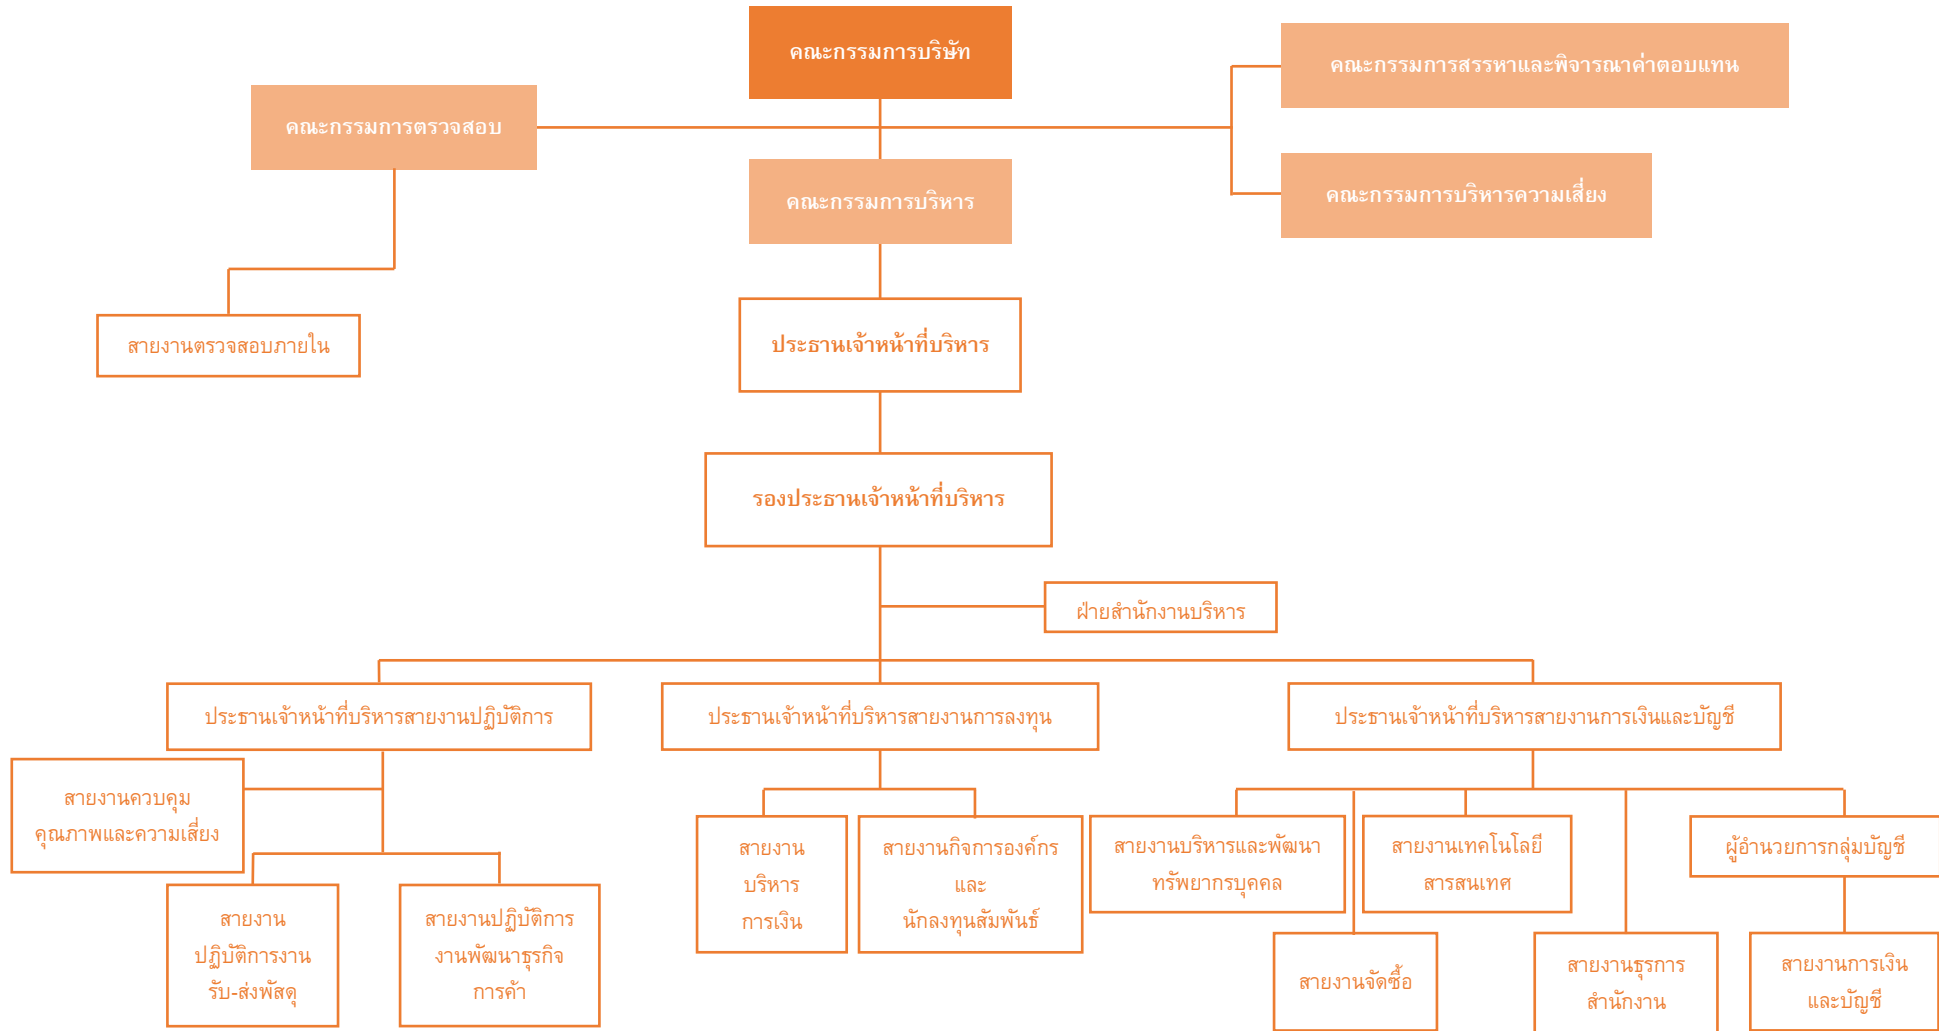 คณะกรรมการบริษัท
คณะกรรมการสรรหาและพิจารณาค่าตอบแทน
คณะกรรมการตรวจสอบ
คณะกรรมการบริหาร
คณะกรรมการบริหารความเสี่ยง
สายงานตรวจสอบภายใน
ประธานเจ้าหน้าที่บริหาร
รองประธานเจ้าหน้าที่บริหาร
ฝ่ายสำนักงานบริหาร
ประธานเจ้าหน้าที่บริหารสายงานปฏิบัติการ
ประธานเจ้าหน้าที่บริหารสายงานการลงทุน
ประธานเจ้าหน้าที่บริหารสายงานการเงินและบัญชี
สายงานควบคุม
คุณภาพและความเสี่ยง
สายงาน
ปฏิบัติการงาน
รับ-ส่งพัสดุ
สายงานปฏิบัติการ
งานพัฒนาธุรกิจ
การค้า
สายงาน
บริหาร
การเงิน
สายงานกิจการองค์กร
และ
นักลงทุนสัมพันธ์
สายงานบริหารและพัฒนา
ทรัพยากรบุคคล
สายงานเทคโนโลยี
สารสนเทศ
ผู้อำนวยการกลุ่มบัญชี
สายงานจัดซื้อ
สายงานธุรการ
สำนักงาน
สายงานการเงิน
และบัญชี